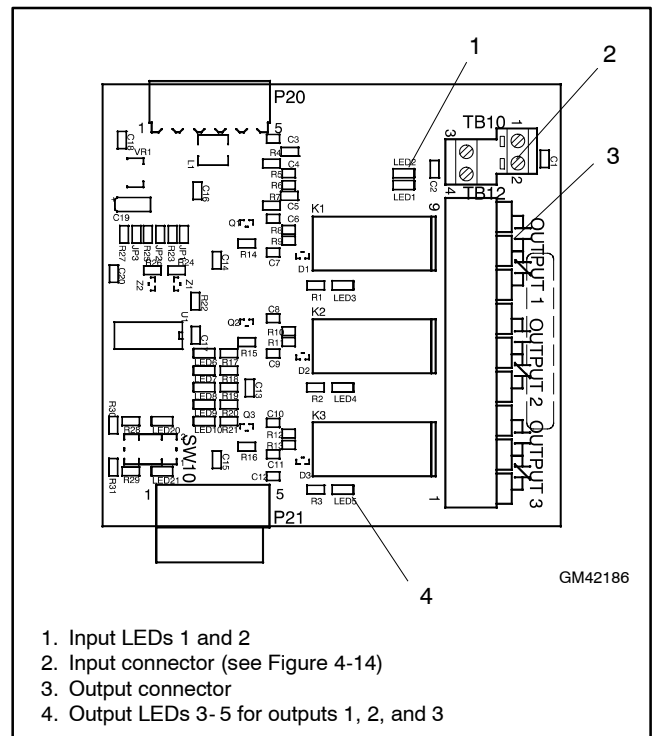 1
2
3
P20
1
5
C18
VR1
L1
C3
R4
C4
R5
R6
R7
C5
C16
C19
C6
Q1
R8
R9
R14
C7
D1
K1
R1
LED3
LED2
LED1
C2
C1
TB10
1
2
3
4
TB12
9
OUTPUT 1
OUTPUT 2
OUTPUT 3
R27
JP3
R25
JP2
R23
JP1
R24
C20
Z2
Z1
C14
R22
U1
Q2
C8
R10
R15
C9
D2
K2
R2
LED4
LED6
R17
LED7
R18
LED8
R19
LED9
R20
LED10
R21
C13
Q3
C10
R12
R13
R16
C11
C12
C15
D3
K3
R3
LED5
R30
R28
LED20
SW10
R31
R29
LED21
1
5
P21
1
4
GM42186
1. Input LEDs 1 and 2
2. Input connector (see Figure 4-14)
3. Output connector
4. Output LEDs 3-5 for outputs 1, 2, and 3